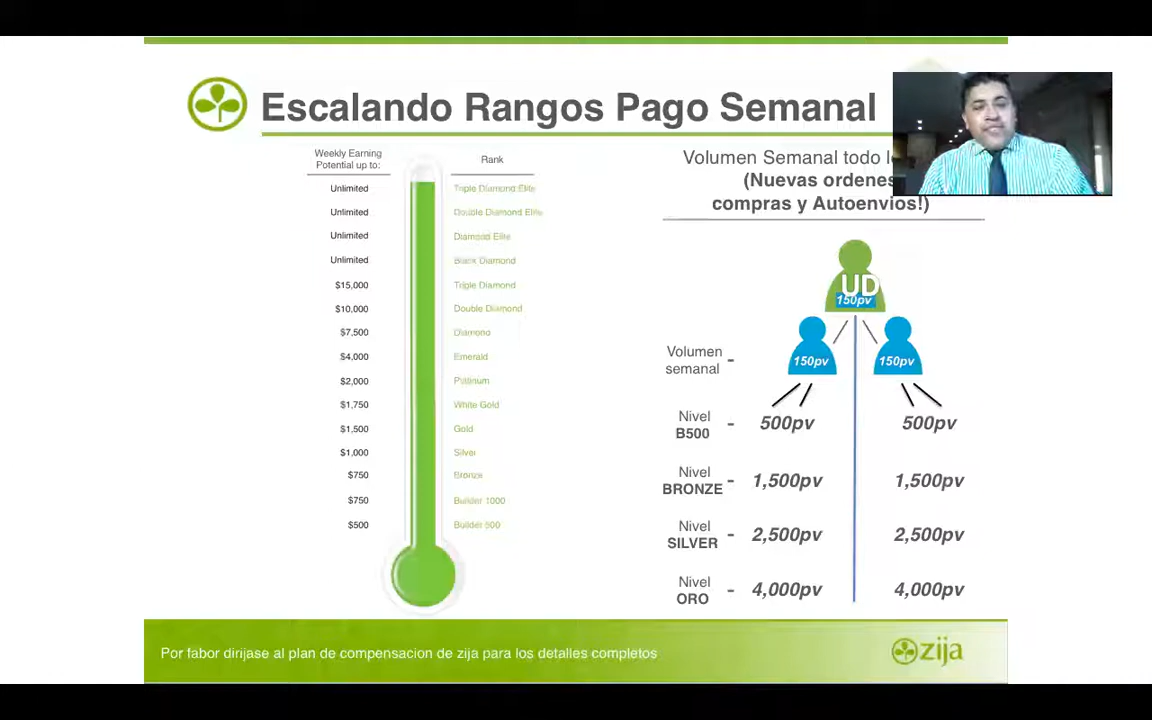 Escalando Rangos Pago Semanal
Weekly Earning
Potential up to:
Rank
Unlimited Triple Diamond Elite
Unlimited Double Diamond Elite
Unlimited Diamond Elite
Unlimited Black Diamond
$15,000 Triple Diamond
$10,000 Double Diamond
$7,500 Diamond
$4,000 Emerald
$2,000 Platinum
$1,750 White Gold
$1,500 Gold
$1,000 Silver
$750 Bronze
$750 Builder 1000
$500 Builder 500
Volumen Semanal todo
(Nuevas ordenes
compras y Autoenvios!)
UD
150pv
Volumen
semanal -
150pv 150pv
Nivel
B500 - 500pv 500pv
Nivel
BRONZE - 1,500pv 1,500pv
Nivel
SILVER - 2,500pv 2,500pv
Nivel
ORO - 4,000pv 4,000pv
Por fabor dirijase al plan de compensacion de zija para los detalles completos
zija